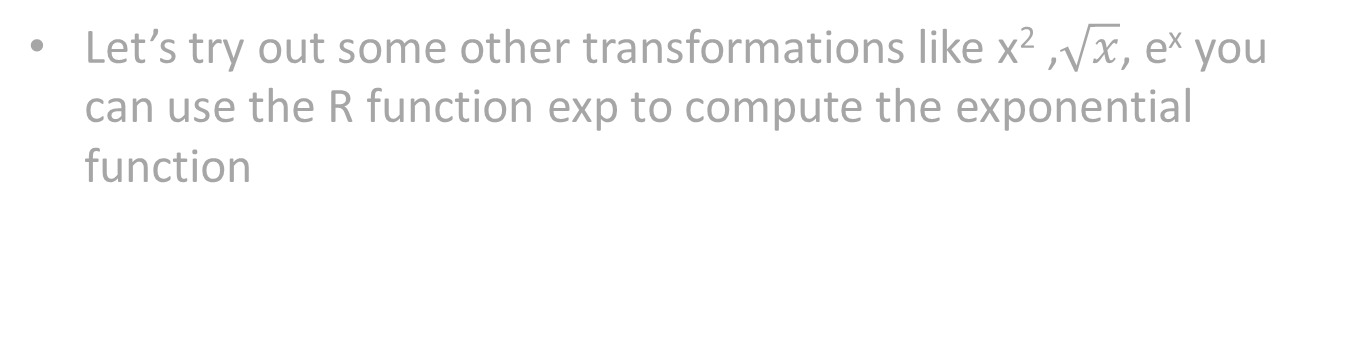 • Let’s try out some other transformations like x² ,√x, eˣ you
can use the R function exp to compute the exponential
function